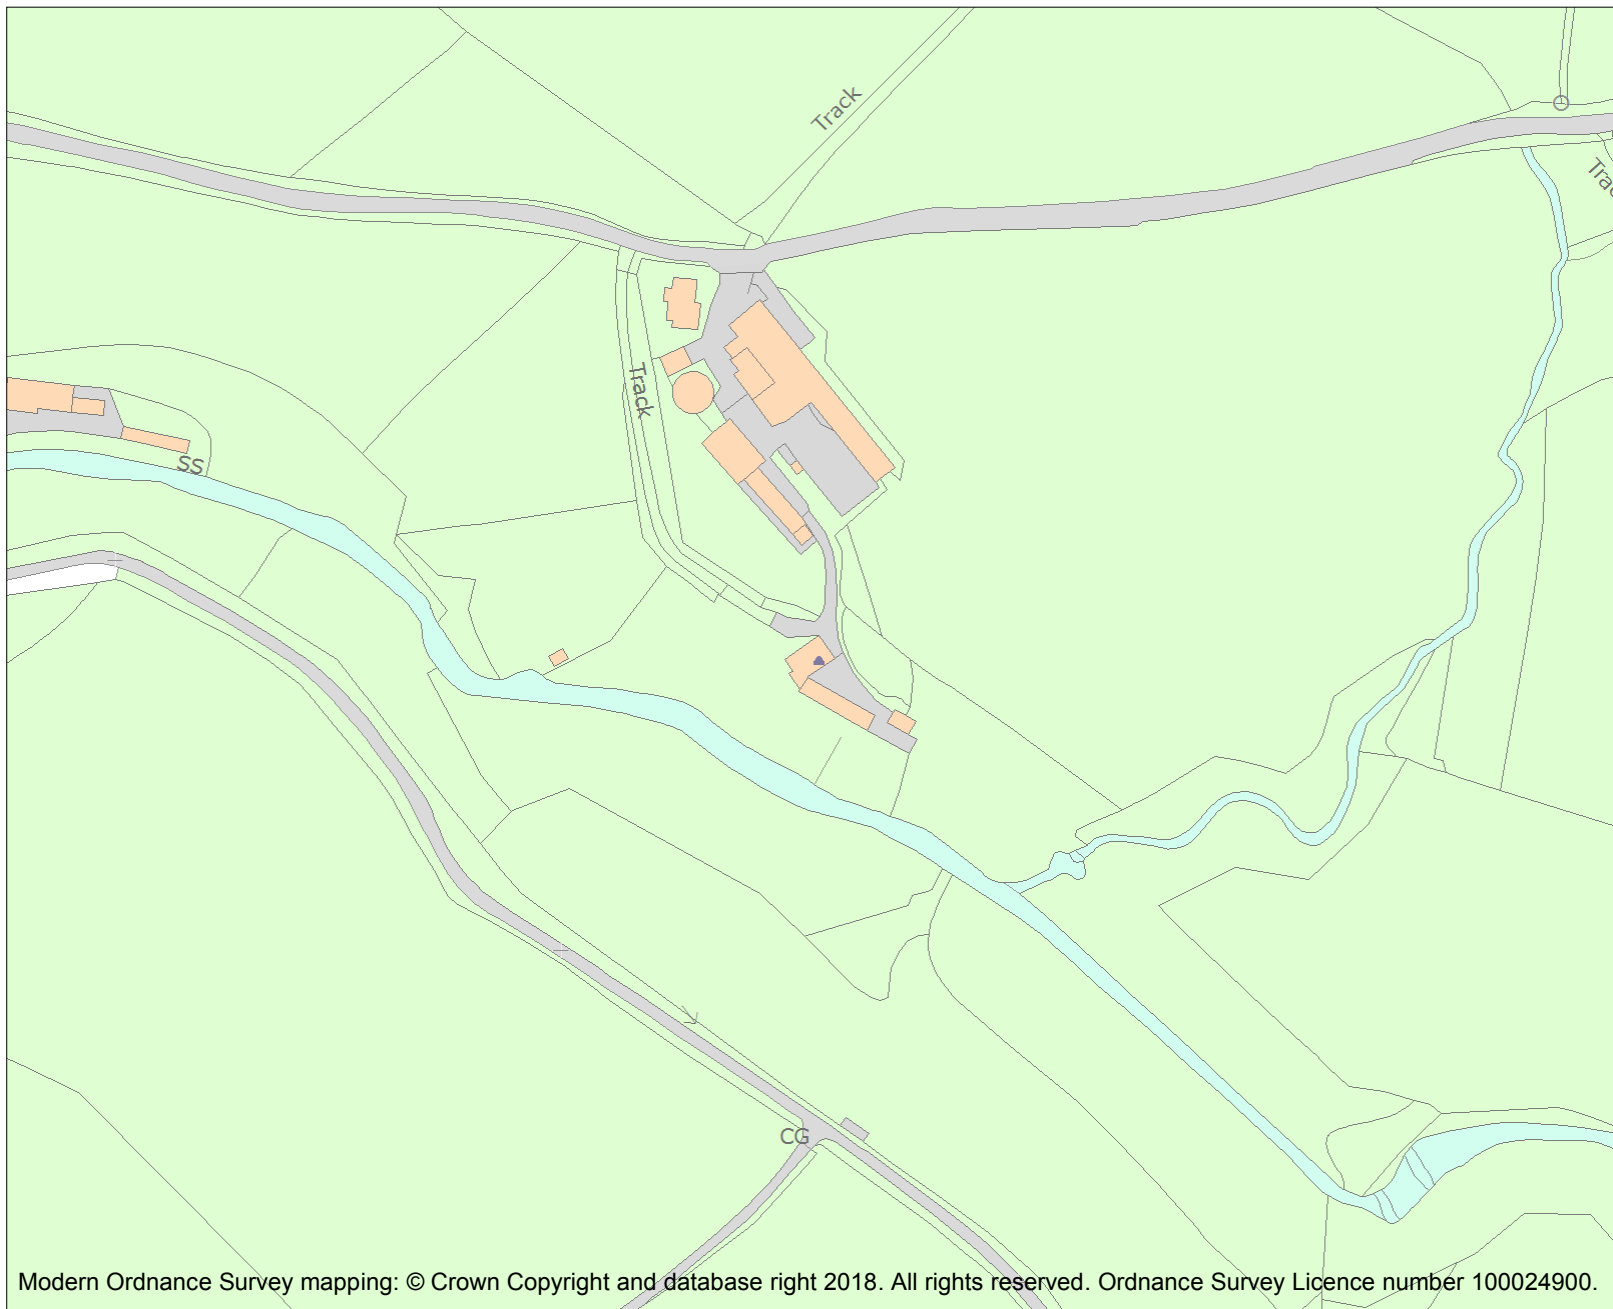 Track
Track
SS
CG
Modern Ordnance Survey mapping: © Crown Copyright and database right 2018. All rights reserved. Ordnance Survey Licence number 100024900.